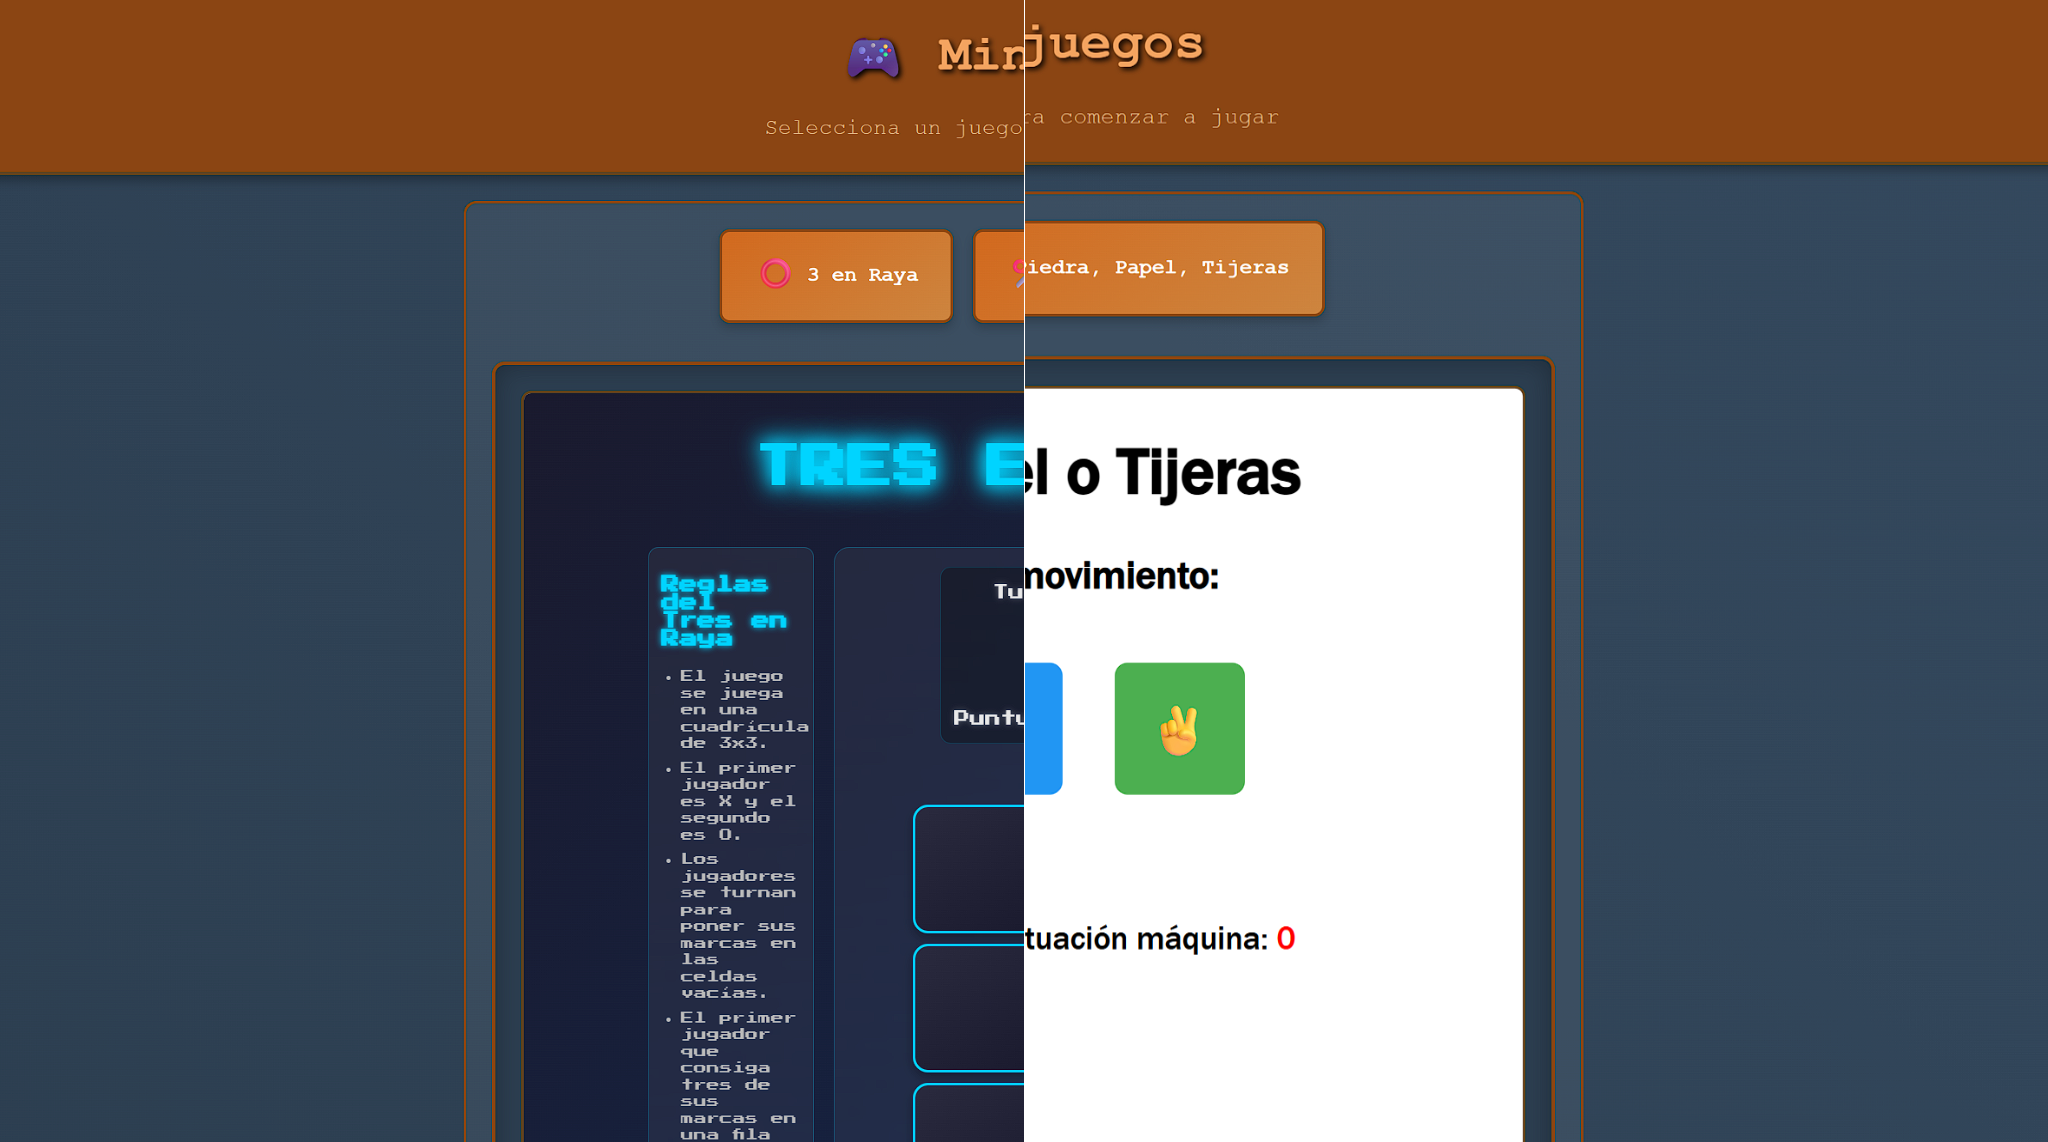 Min
juegos
Selecciona un juego
ra comenzar a jugar
3 en Raya
Piedra, Papel, Tijeras
TRES E
el o Tijeras
movimiento:
Reglas
del
Tres en
Raya
El juego
se juega
en una
cuadrícula
de 3x3.
El primer
jugador
es X y el
segundo
es O.
Los
jugadores
se turnan
para
poner sus
marcas en
las
celdas
vacías.
El primer
jugador
que
consiga
tres de
sus
marcas en
una fila
Tu
Puntu
tuación máquina: 0